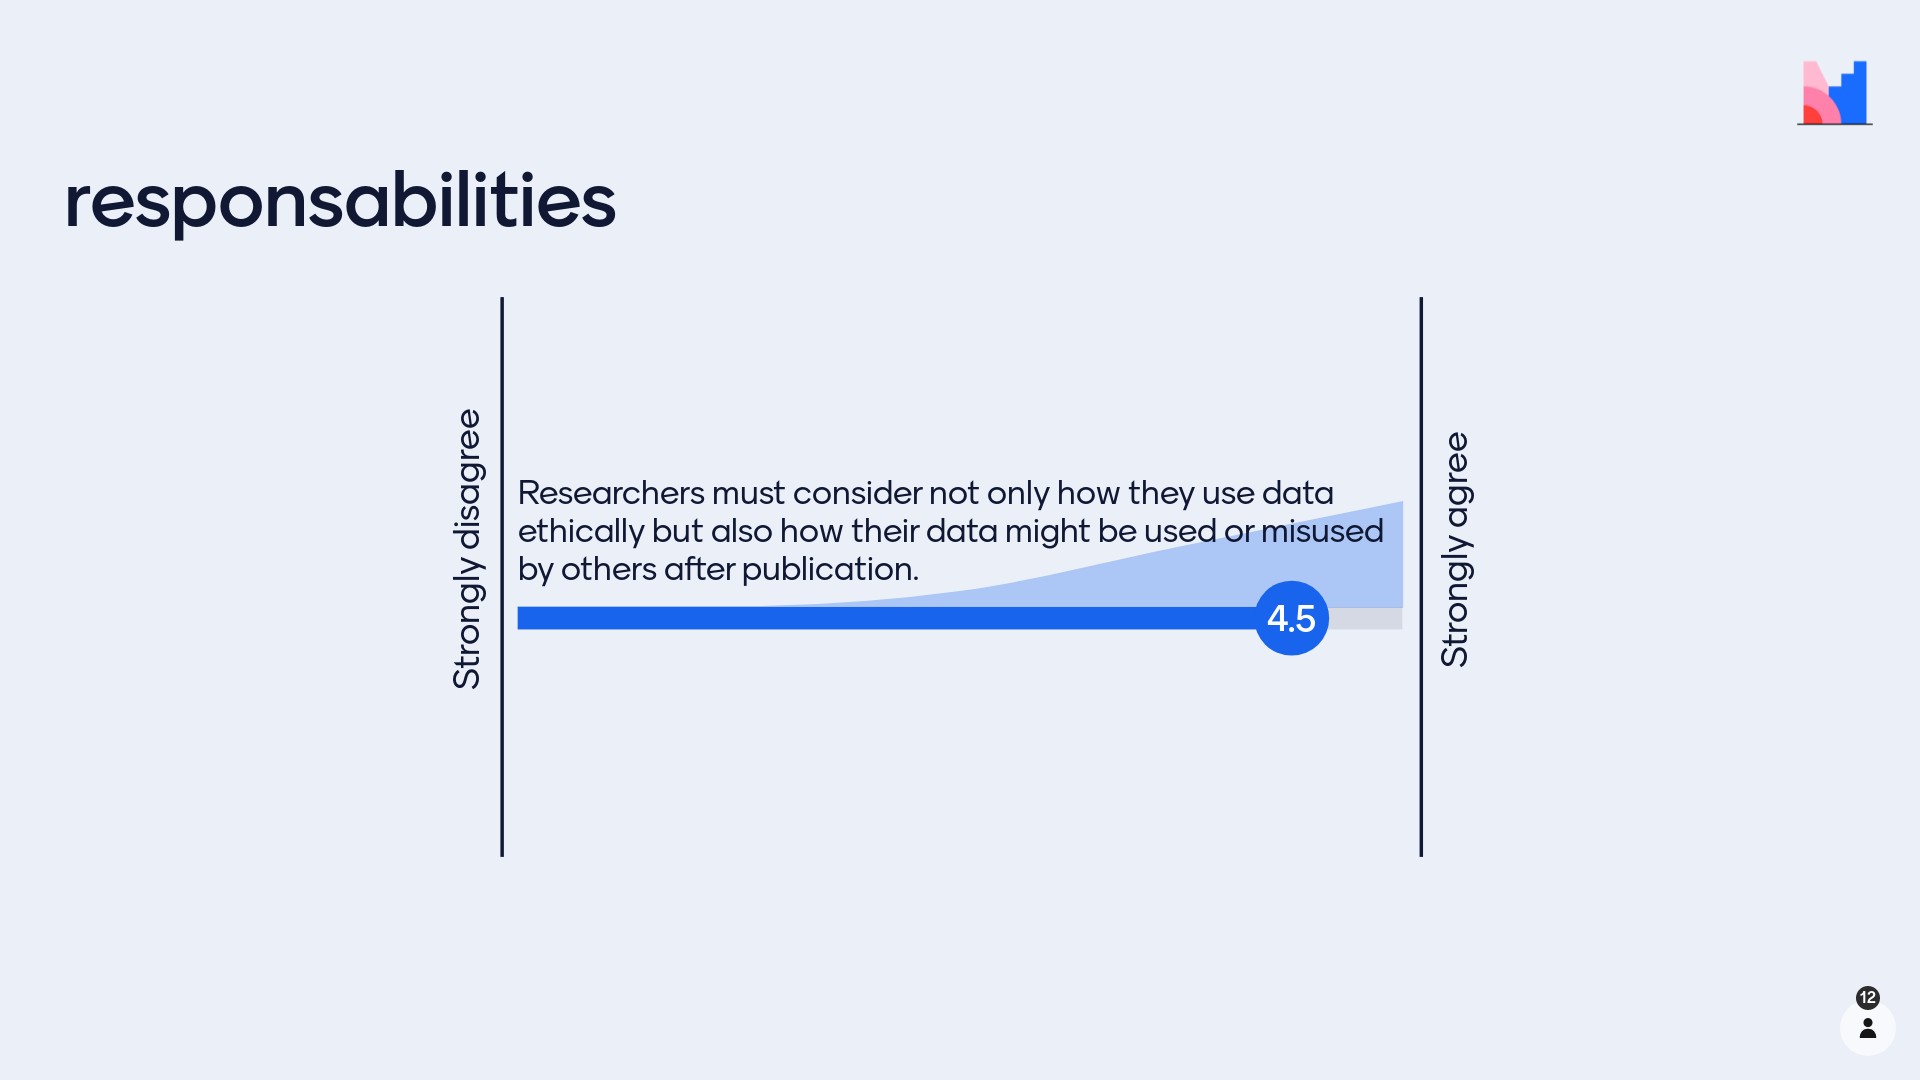 responsabilities
Strongly disagree
Researchers must consider not only how they use data
ethically but also how their data might be used or misused
by others after publication.
4.5
Strongly agree
12